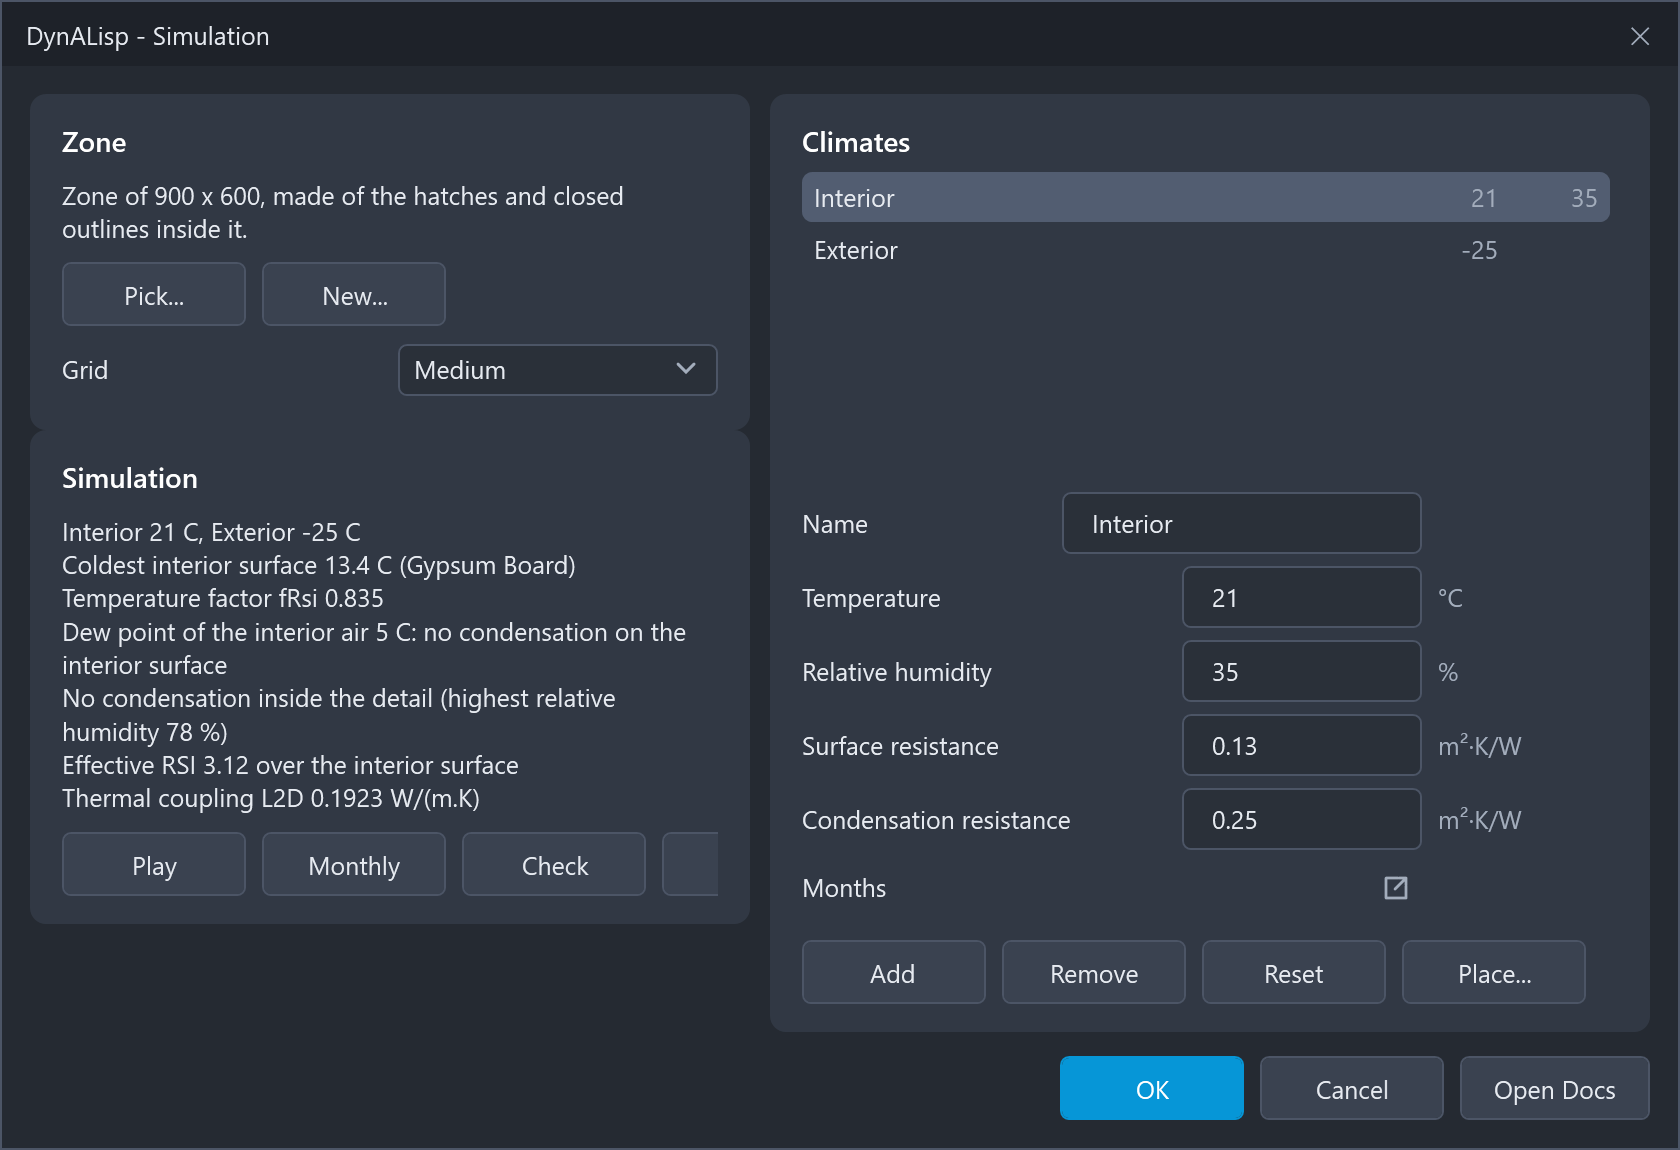 DynALisp - Simulation
Zone
Zone of 900 x 600, made of the hatches and closed
outlines inside it.
Pick...
New...
Grid
Medium
Simulation
Interior 21 C, Exterior -25 C
Coldest interior surface 13.4 C (Gypsum Board)
Temperature factor fRsi 0.835
Dew point of the interior air 5 C: no condensation on the
interior surface
No condensation inside the detail (highest relative
humidity 78 %)
Effective RSI 3.12 over the interior surface
Thermal coupling L2D 0.1923 W/(m.K)
Play
Monthly
Check
Climates
Interior 21 35
Exterior -25
Name Interior
Temperature 21 °C
Relative humidity 35 %
Surface resistance 0.13 m²·K/W
Condensation resistance 0.25 m²·K/W
Months
Add
Remove
Reset
Place...
OK
Cancel
Open Docs